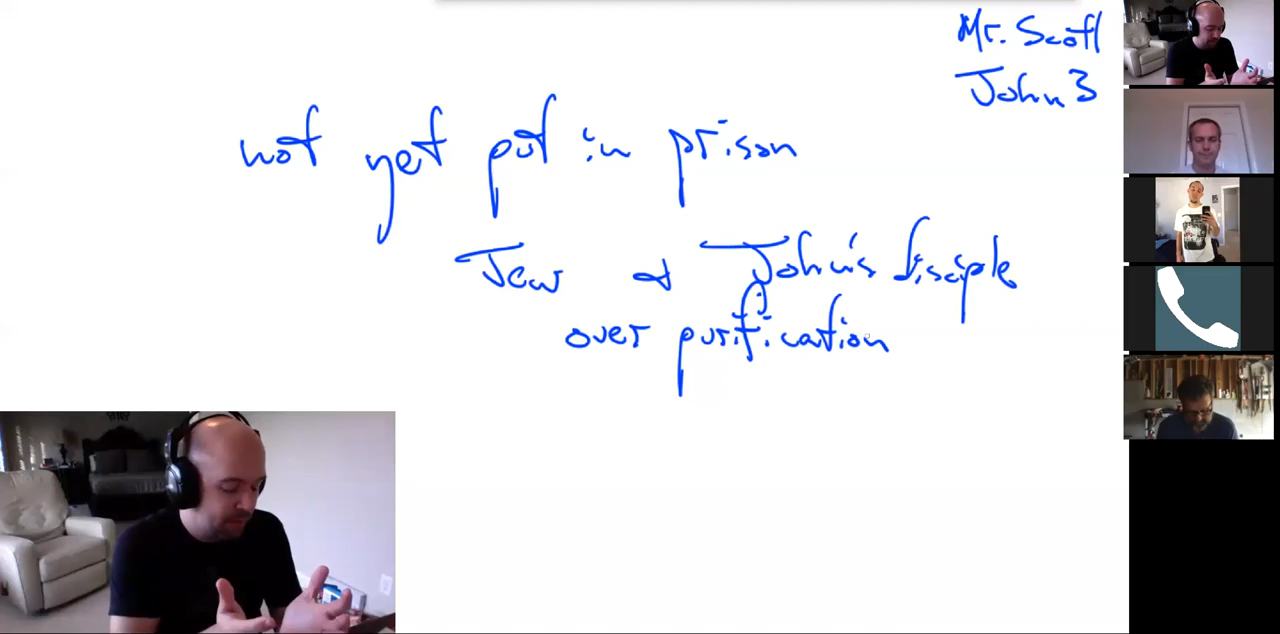 Mr. Scott
John 3
not yet put in prison
Jew & John's disciple
over purification